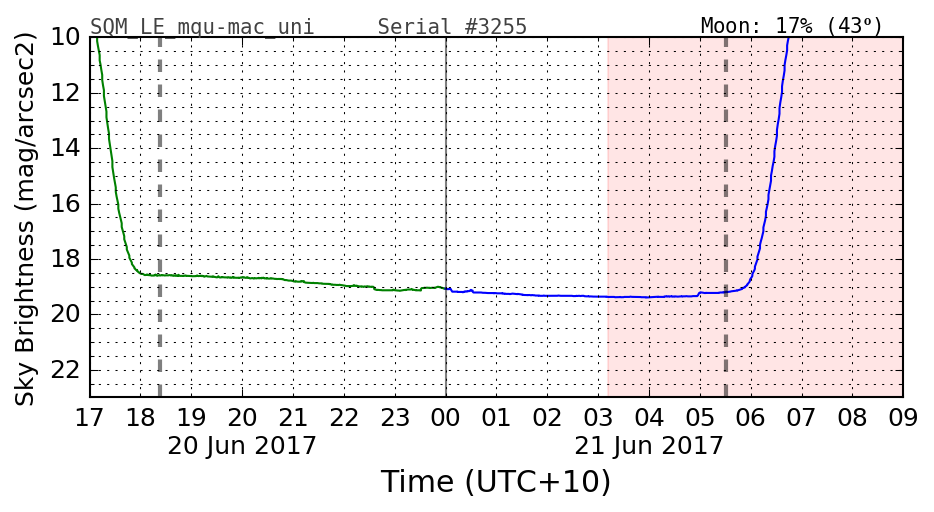 SQM_LE_mqu-mac_uni Serial #3255 Moon: 17% (43º)
Sky Brightness (mag/arcsec2)
10
12
14
16
18
20
22
17 18 19 20 21 22 23 00 01 02 03 04 05 06 07 08 09
20 Jun 2017 21 Jun 2017
Time (UTC+10)